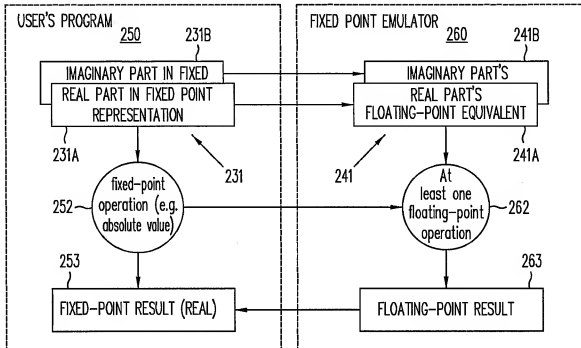 USER'S PROGRAM
250
231B
IMAGINARY PART IN FIXED
REAL PART IN FIXED POINT
REPRESENTATION
231A
231
252
fixed-point
operation (e.g.
absolute value)
253
FIXED-POINT RESULT (REAL)
FIXED POINT EMULATOR
260
241B
IMAGINARY PART'S
REAL PART'S
FLOATING-POINT EQUIVALENT
241
241A
At
least one
floating-point
operation
262
263
FLOATING-POINT RESULT